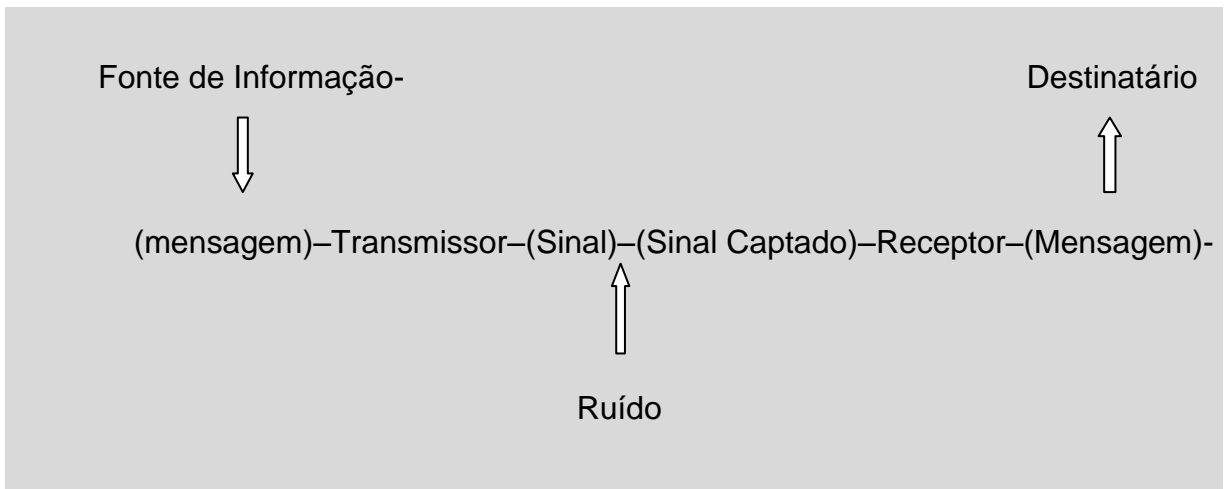 Fonte de Informação-
Destinatário
(mensagem)–Transmissor–(Sinal)–(Sinal Captado)–Receptor–(Mensagem)-
Ruído